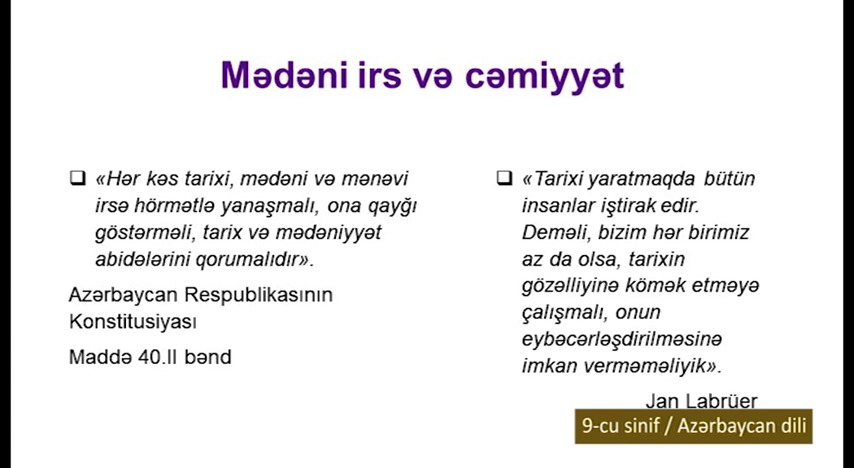 Mədəni irs və cəmiyyət
❑ «Hər kəs tarixi, mədəni və mənəvi
irsə hörmətlə yanaşmalı, ona qayğı
göstərməli, tarix və mədəniyyət
abidələrini qorumalıdır».
Azərbaycan Respublikasının
Konstitusiyası
Maddə 40.II bənd
❑ «Tarixi yaratmaqda bütün
insanlar iştirak edir.
Deməli, bizim hər birimiz
az da olsa, tarixin
gözəlliyinə kömək etməyə
çalışmalı, onun
eybəcərləşdirilməsinə
imkan verməməliyik».
Jan Labrüer
9-cu sinif / Azərbaycan dili